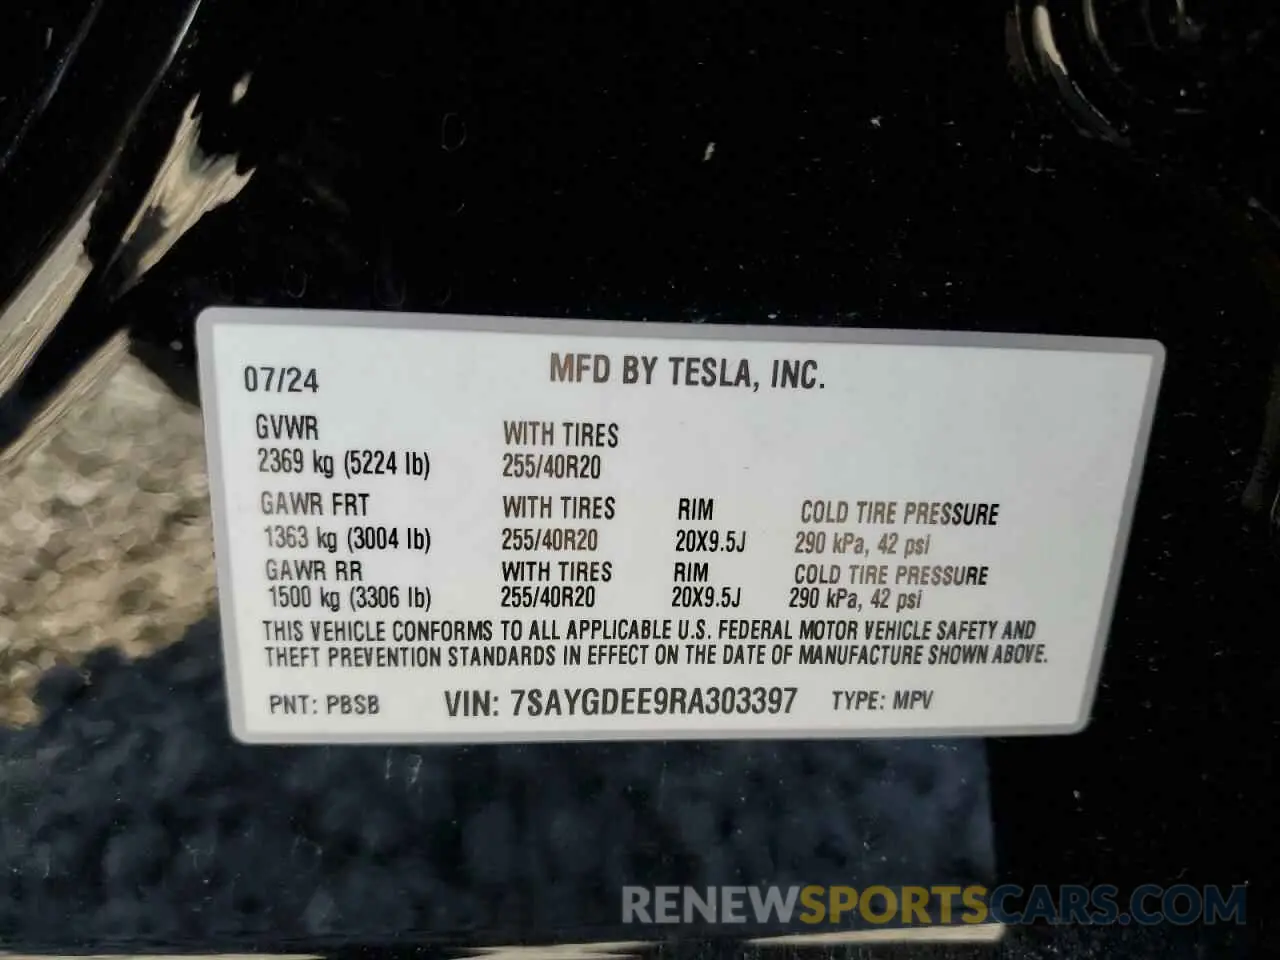 07/24 MFD BY TESLA, INC.
GVWR WITH TIRES
2369 kg (5224 lb) 255/40R20
GAWR FRT WITH TIRES RIM COLD TIRE PRESSURE
1363 kg (3004 lb) 255/40R20 20X9.5J 290 kPa, 42 psi
GAWR RR WITH TIRES RIM COLD TIRE PRESSURE
1500 kg (3306 lb) 255/40R20 20X9.5J 290 kPa, 42 psi
THIS VEHICLE CONFORMS TO ALL APPLICABLE U.S. FEDERAL MOTOR VEHICLE SAFETY AND
THEFT PREVENTION STANDARDS IN EFFECT ON THE DATE OF MANUFACTURE SHOWN ABOVE.
PNT: PBSB VIN: 7SAYGDEE9RA303397 TYPE: MPV
RENEWSPORTSCARS.COM